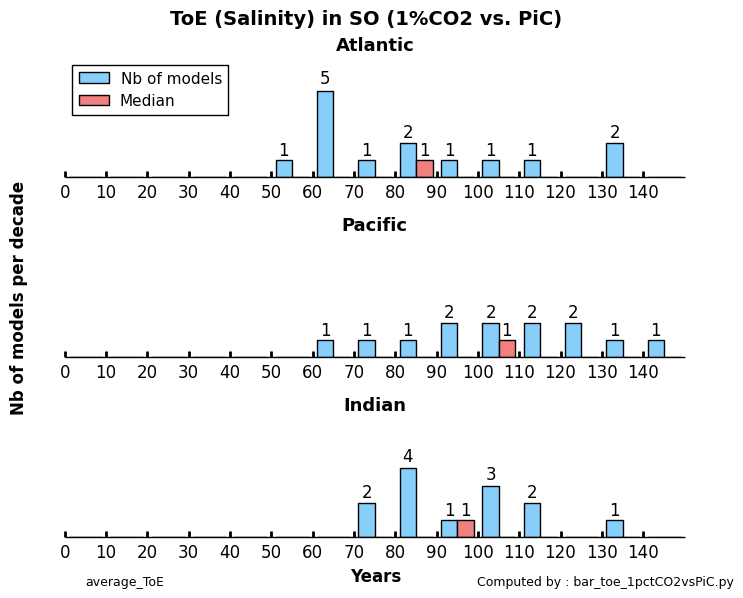 ToE (Salinity) in SO (1%CO2 vs. PiC)
Atlantic
Nb of models
Median
1 5 1 2 1 1 1 1 2
0 10 20 30 40 50 60 70 80 90 100 110 120 130 140
Pacific
1 1 1 2 2 1 2 2 1 1
0 10 20 30 40 50 60 70 80 90 100 110 120 130 140
Indian
2 4 1 1 3 2 1
0 10 20 30 40 50 60 70 80 90 100 110 120 130 140
Nb of models per decade
Years
average_ToE
Computed by : bar_toe_1pctCO2vsPiC.py